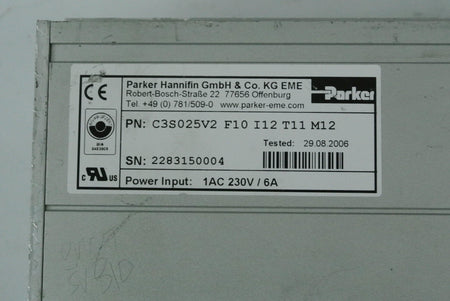 Parker Hannifin GmbH & Co. KG EME
Robert-Bosch-Straße 22 77656 Offenburg
Tel. +49 (0) 781/509-0 www.parker-eme.com
Parker
CE
PN: C3S025V2 F10 I12 T11 M12
Tested: 29.08.2006
SN: 2283150004
c UL US
Power Input: 1AC 230V / 6A